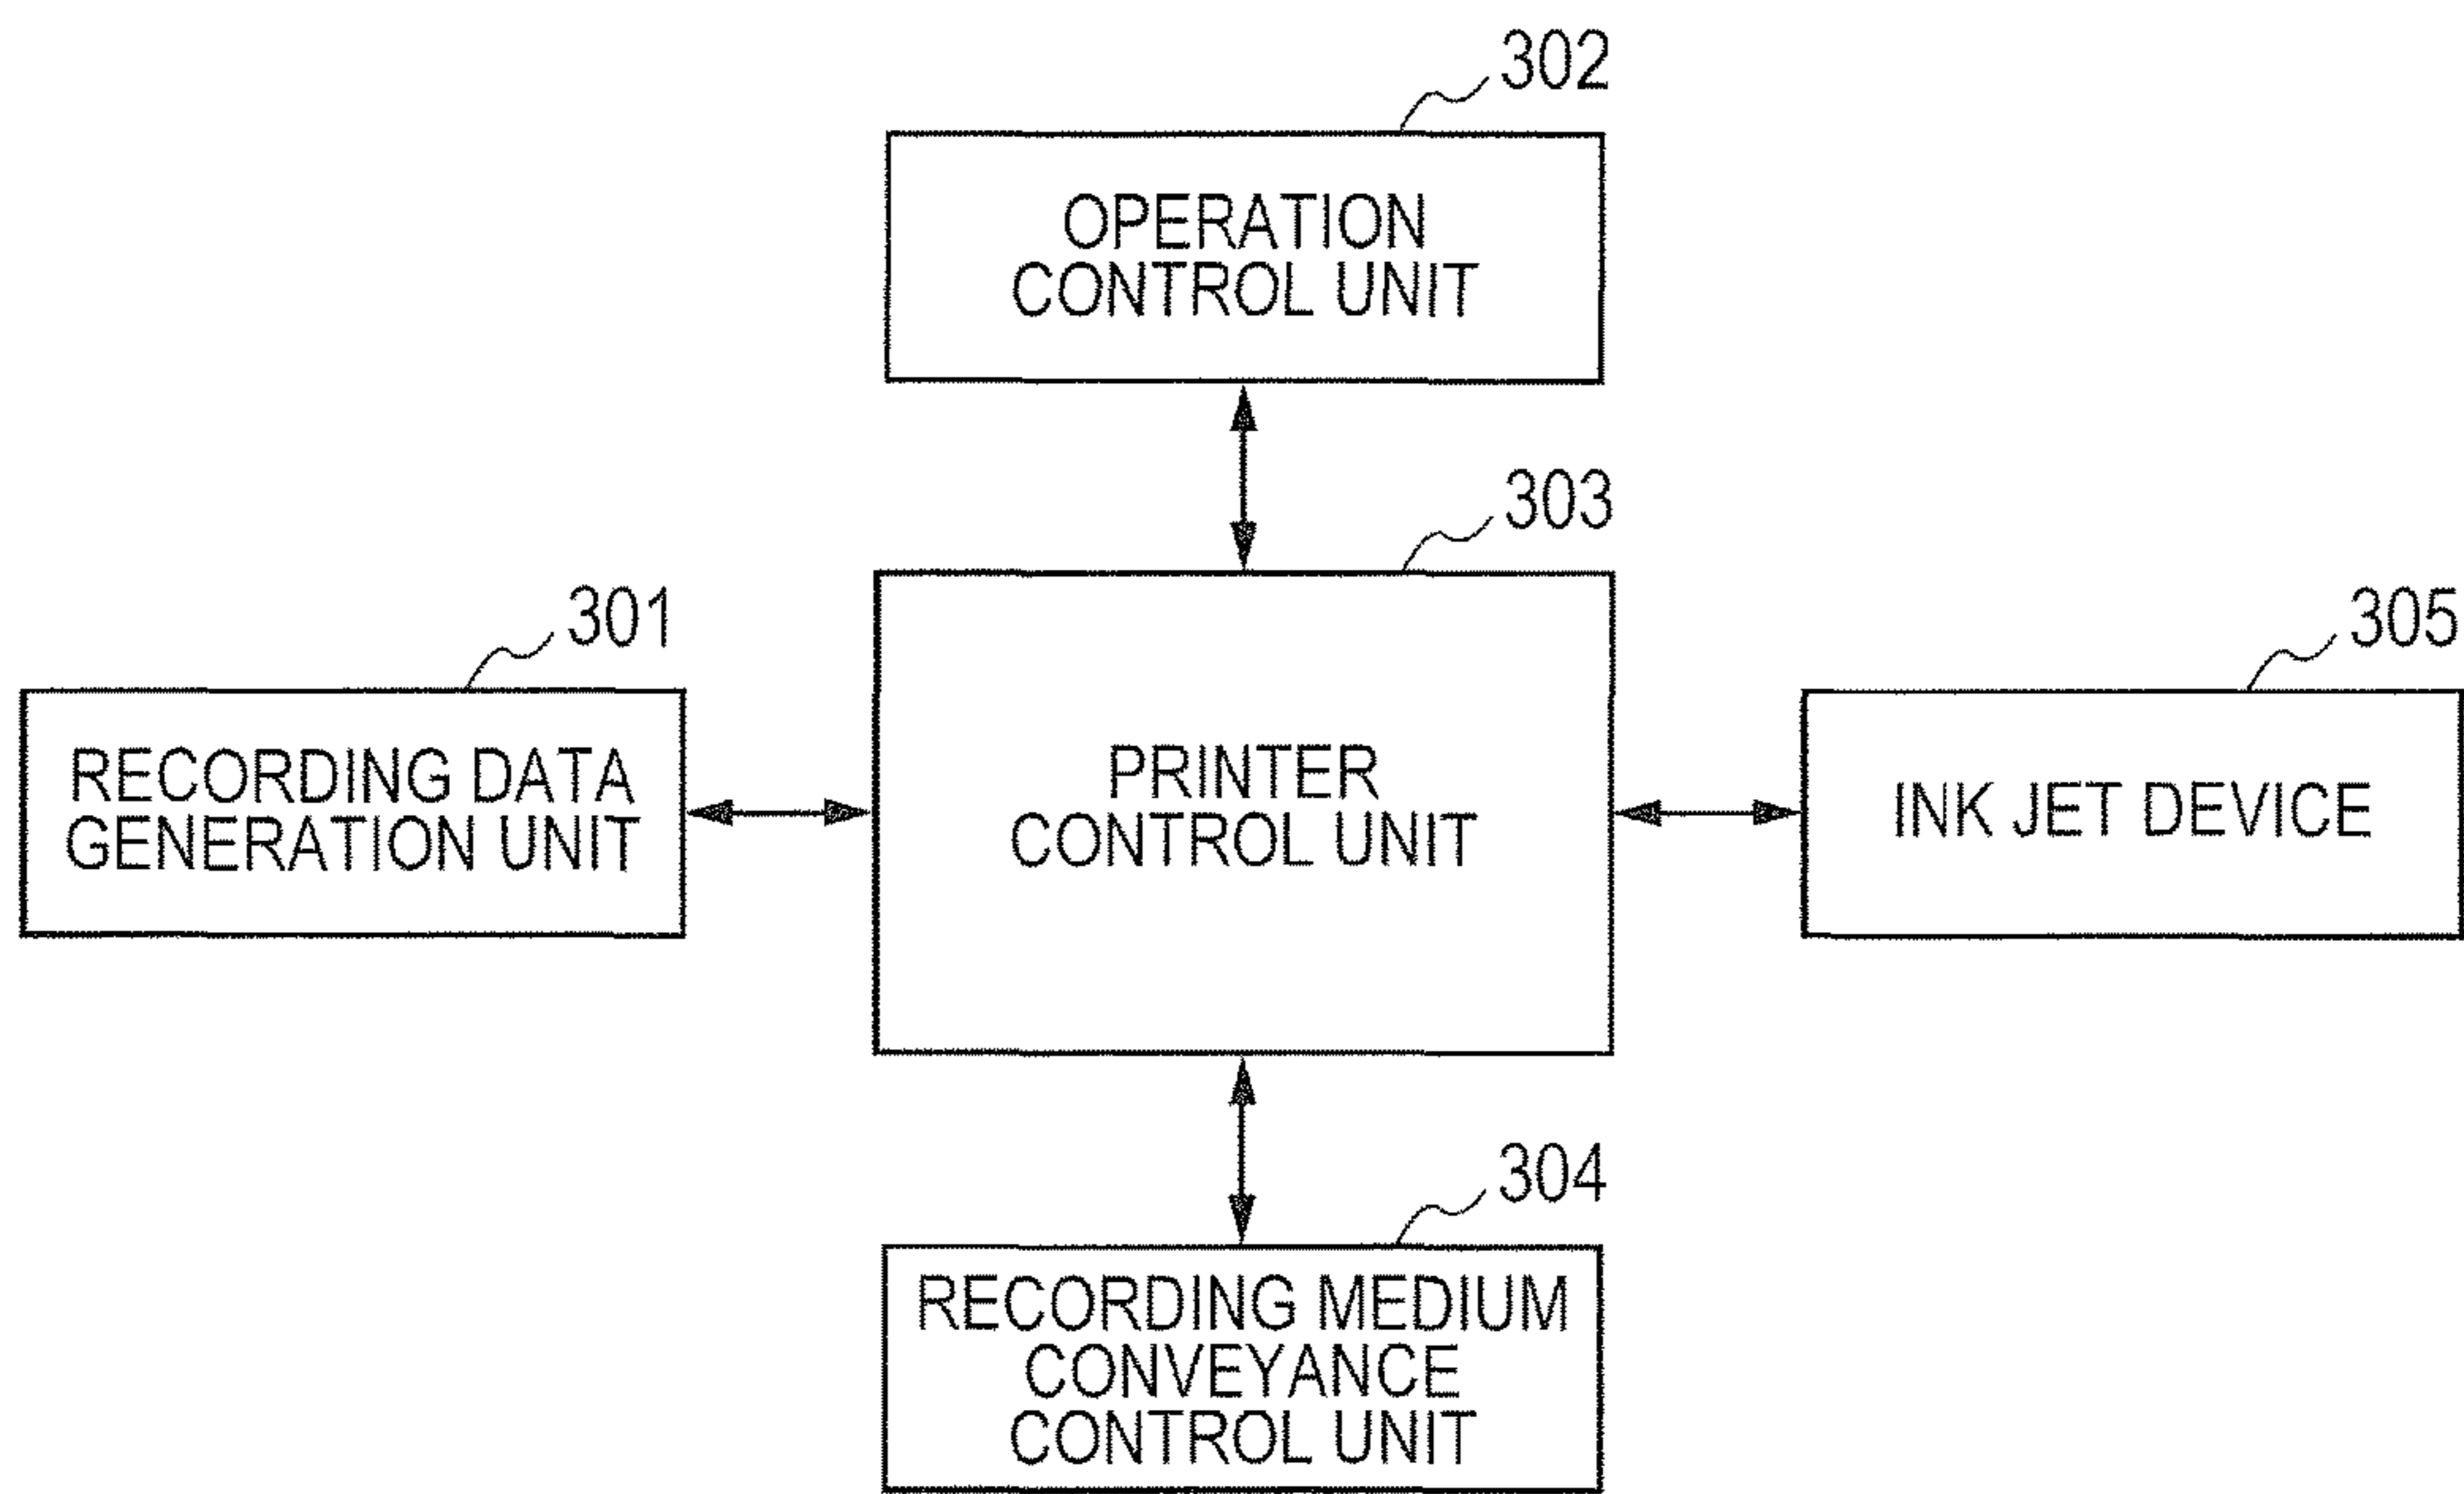 302
OPERATION
CONTROL UNIT
303
301
305
RECORDING DATA
GENERATION UNIT
PRINTER
CONTROL UNIT
INK JET DEVICE
304
RECORDING MEDIUM
CONVEYANCE
CONTROL UNIT